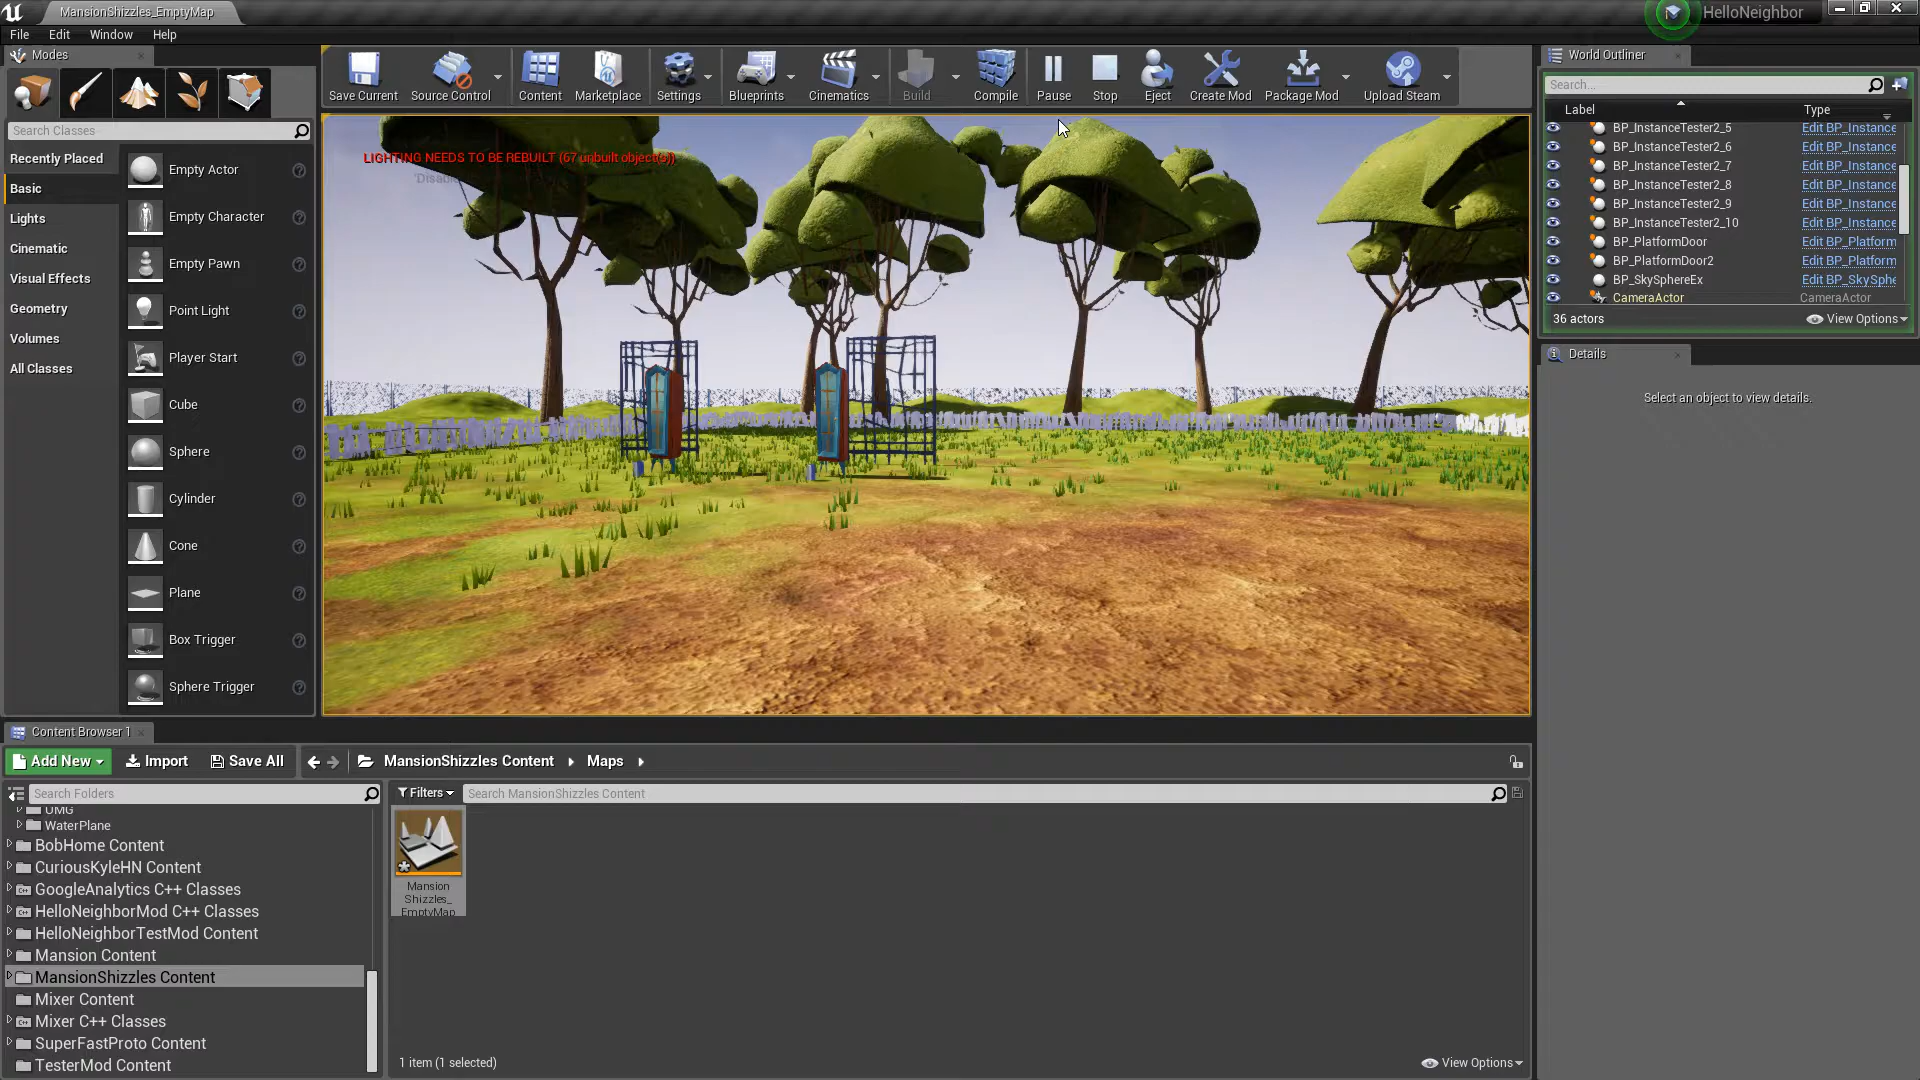 MansionShizzles_EmptyMap
HelloNeighbor
File Edit Window Help
Modes
World Outliner
Save Current Source Control Content Marketplace Settings Blueprints Cinematics Build Compile Pause Stop Eject Create Mod Package Mod Upload Steam
Search...
Label Type
Search Classes
Recently Placed
Basic
Lights
Cinematic
Visual Effects
Geometry
Volumes
All Classes
Empty Actor
Empty Character
Empty Pawn
Point Light
Player Start
Cube
Sphere
Cylinder
Cone
Plane
Box Trigger
Sphere Trigger
LIGHTING NEEDS TO BE REBUILT (67 unbuilt object(s))
'Disab
BP_InstanceTester2_5 Edit BP_Instance
BP_InstanceTester2_6 Edit BP_Instance
BP_InstanceTester2_7 Edit BP_Instance
BP_InstanceTester2_8 Edit BP_Instance
BP_InstanceTester2_9 Edit BP_Instance
BP_InstanceTester2_10 Edit BP_Instance
BP_PlatformDoor Edit BP_Platform
BP_PlatformDoor2 Edit BP_Platform
BP_SkySphereEx Edit BP_SkySphe
CameraActor CameraActor
36 actors View Options
Details
Select an object to view details.
Content Browser 1
Add New Import Save All MansionShizzles Content Maps
Search Folders
Filters Search MansionShizzles Content
UMG
WaterPlane
BobHome Content
CuriousKyleHN Content
GoogleAnalytics C++ Classes
HelloNeighborMod C++ Classes
HelloNeighborTestMod Content
Mansion Content
MansionShizzles Content
Mixer Content
Mixer C++ Classes
SuperFastProto Content
TesterMod Content
Mansion
Shizzles_
EmptyMap
1 item (1 selected) View Options